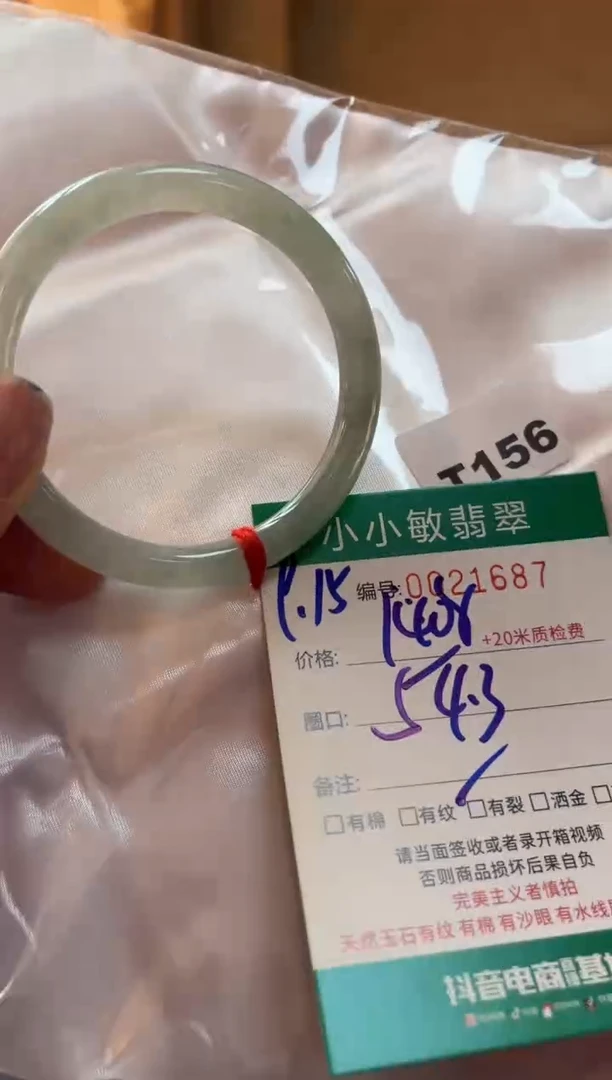 T156
小小敏翡翠
编号:0021687
价格: +20米质检费
圈口: 54.3
备注:
□有棉 □有纹 □有裂 □洒金 □
请当面签收或者录开箱视频
否则商品损坏后果自负
完美主义者慎拍
天然玉石有纹 有棉 有沙眼 有水线
抖音电商